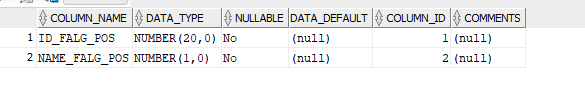 COLUMN_NAME DATA_TYPE NULLABLE DATA_DEFAULT COLUMN_ID COMMENTS
1 ID_FALG_POS NUMBER(20,0) No (null) 1 (null)
2 NAME_FALG_POS NUMBER(1,0) No (null) 2 (null)